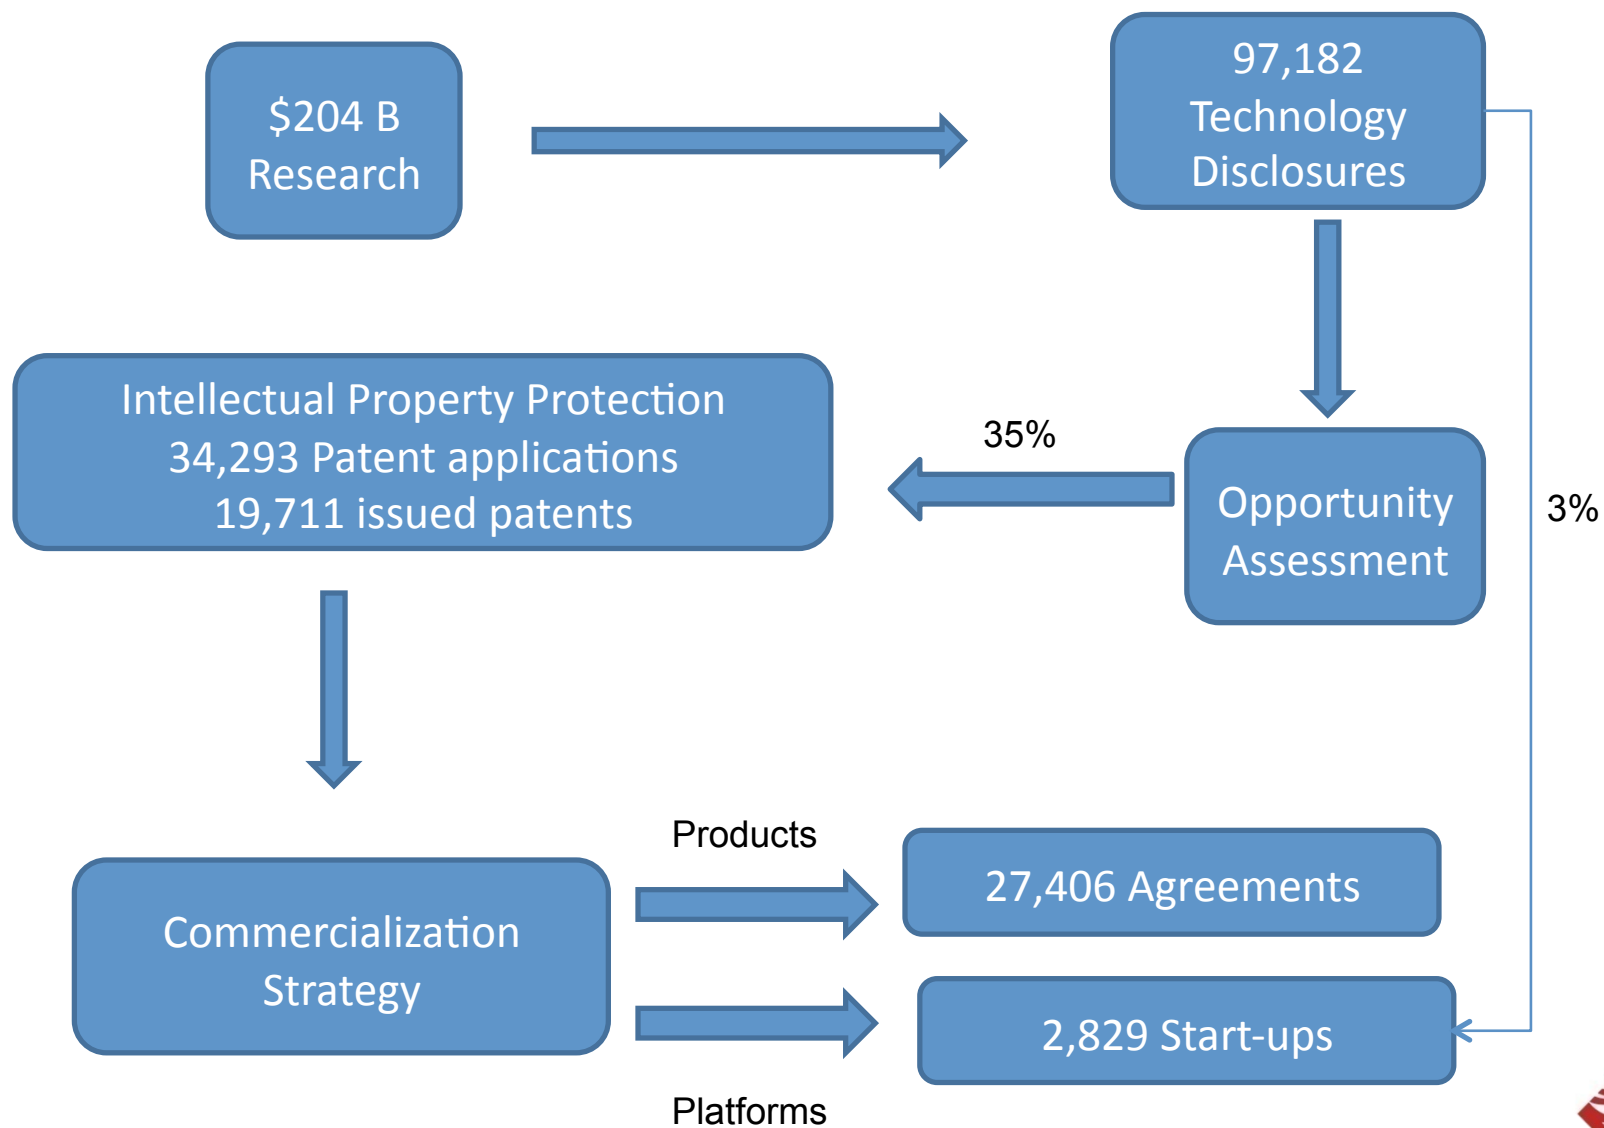 $204 B
Research
97,182
Technology
Disclosures
Intellectual Property Protection
34,293 Patent applications
19,711 issued patents
35%
Opportunity
Assessment
3%
Commercialization
Strategy
Products
27,406 Agreements
2,829 Start-ups
Platforms